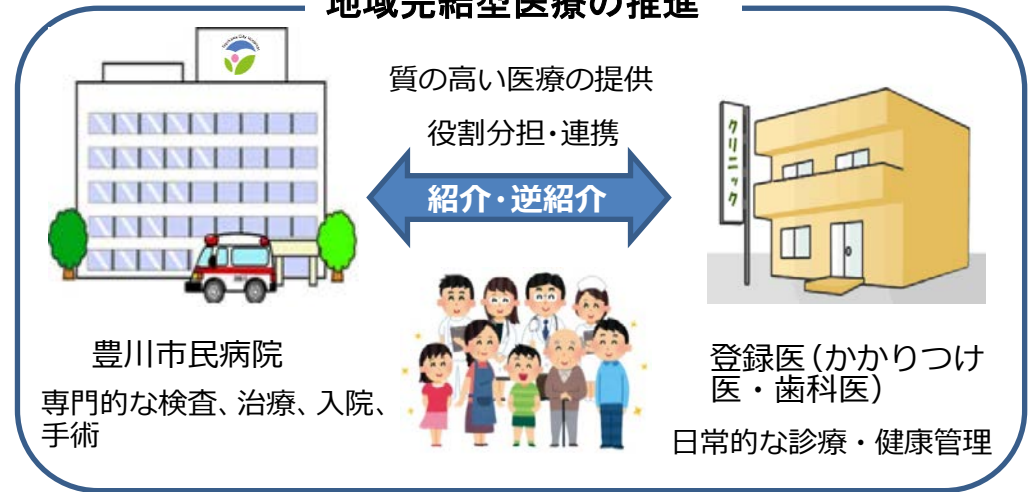 地域完結型医療の推進
質の高い医療の提供
役割分担・連携
紹介・逆紹介
クリニック
豊川市民病院
専門的な検査、治療、入院、
手術
登録医（かかりつけ
医・歯科医）
日常的な診療・健康管理